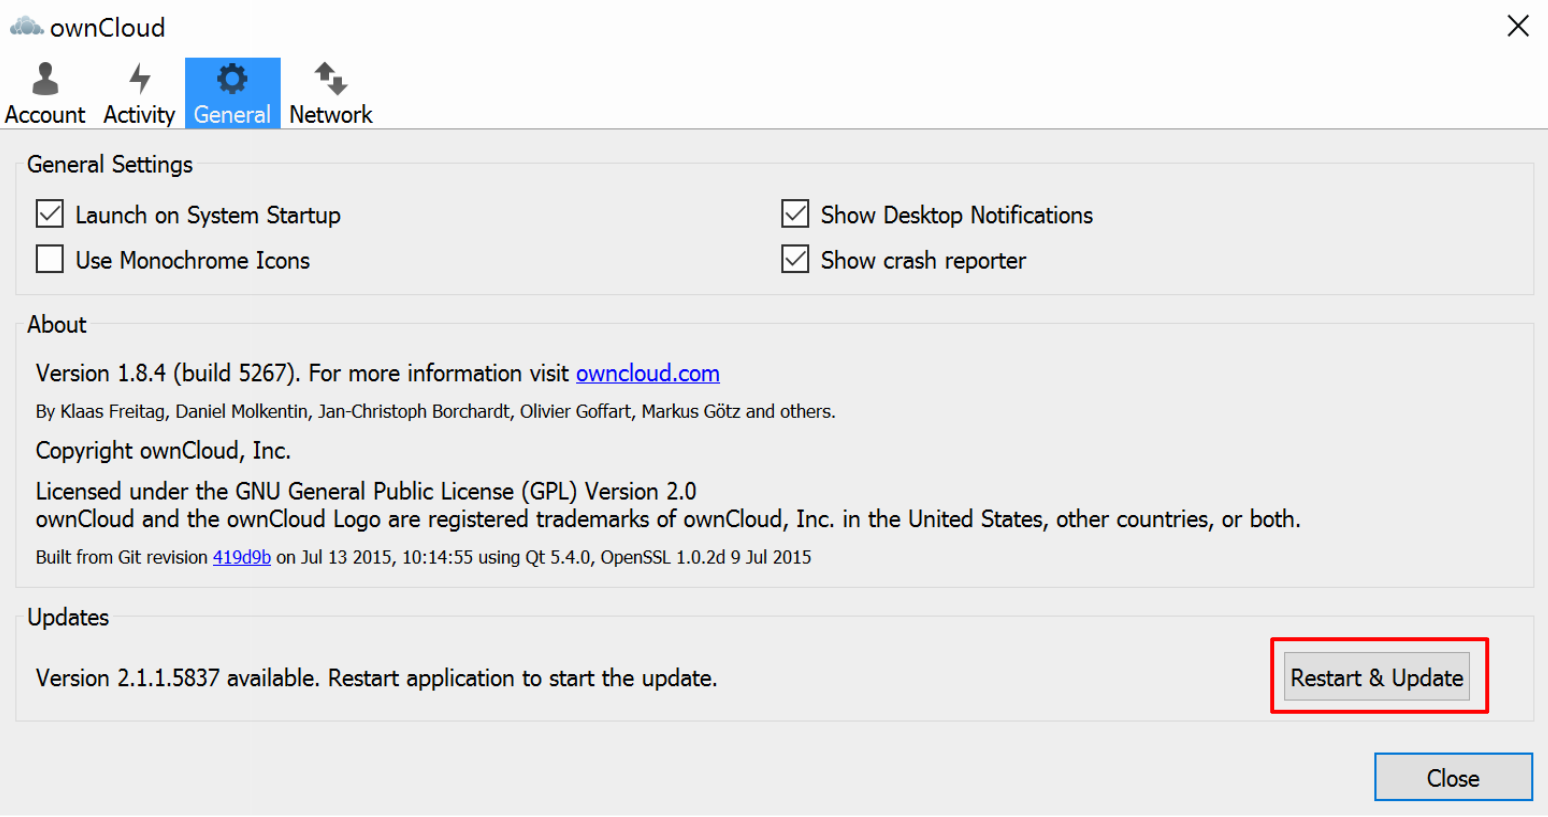 ownCloud
Account Activity General Network
General Settings
Launch on System Startup
Show Desktop Notifications
Use Monochrome Icons
Show crash reporter
About
Version 1.8.4 (build 5267). For more information visit owncloud.com
By Klaas Freitag, Daniel Molkentin, Jan-Christoph Borchardt, Olivier Goffart, Markus Götz and others.
Copyright ownCloud, Inc.
Licensed under the GNU General Public License (GPL) Version 2.0
ownCloud and the ownCloud Logo are registered trademarks of ownCloud, Inc. in the United States, other countries, or both.
Built from Git revision 419d9b on Jul 13 2015, 10:14:55 using Qt 5.4.0, OpenSSL 1.0.2d 9 Jul 2015
Updates
Version 2.1.1.5837 available. Restart application to start the update.
Restart & Update
Close